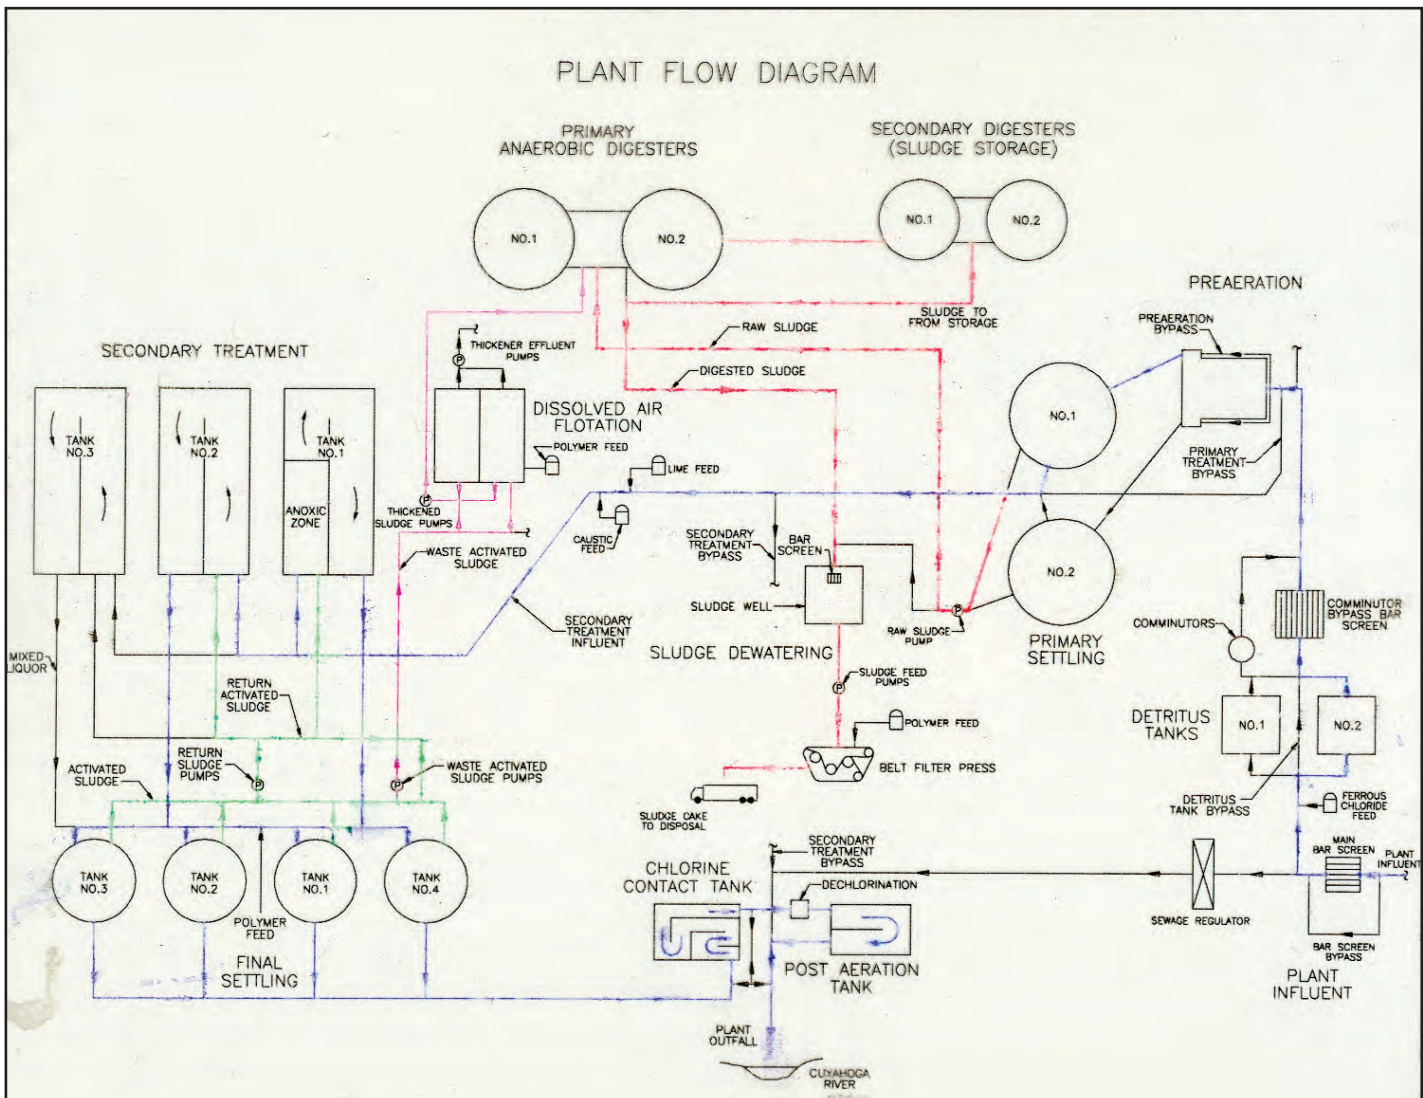 PLANT FLOW DIAGRAM
PRIMARY
ANAEROBIC DIGESTERS
NO.1
NO.2
SECONDARY DIGESTERS
(SLUDGE STORAGE)
NO.1
NO.2
SLUDGE TO
FROM STORAGE
RAW SLUDGE
DIGESTED SLUDGE
PREAERATION
PREAERATION
BYPASS
PRIMARY
TREATMENT
BYPASS
NO.1
NO.2
PRIMARY
SETTLING
RAW SLUDGE
PUMP
P
SECONDARY TREATMENT
TANK
NO.3
TANK
NO.2
TANK
NO.1
ANOXIC
ZONE
P
THICKENER EFFLUENT
PUMPS
DISSOLVED AIR
FLOTATION
POLYMER FEED
LIME FEED
CAUSTIC
FEED
P
THICKENED
SLUDGE PUMPS
WASTE ACTIVATED
SLUDGE
SECONDARY
TREATMENT
INFLUENT
SECONDARY
TREATMENT
BYPASS
BAR
SCREEN
SLUDGE WELL
SLUDGE DEWATERING
P
SLUDGE FEED
PUMPS
POLYMER FEED
BELT FILTER PRESS
SLUDGE CAKE
TO DISPOSAL
COMMINUTORS
COMMINUTOR
BYPASS BAR
SCREEN
DETRITUS
TANKS
NO.1
NO.2
DETRITUS
TANK BYPASS
FERROUS
CHLORIDE
FEED
MAIN
BAR SCREEN
PLANT
INFLUENT
BAR SCREEN
BYPASS
PLANT
INFLUENT
SEWAGE REGULATOR
MIXED
LIQUOR
RETURN
ACTIVATED
SLUDGE
ACTIVATED
SLUDGE
RETURN
SLUDGE
PUMPS
P
P
WASTE ACTIVATED
SLUDGE PUMPS
TANK
NO.3
TANK
NO.2
TANK
NO.1
TANK
NO.4
POLYMER
FEED
FINAL
SETTLING
CHLORINE
CONTACT TANK
SECONDARY
TREATMENT
BYPASS
DECHLORINATION
POST AERATION
TANK
PLANT
OUTFALL
CUYAHOGA
RIVER